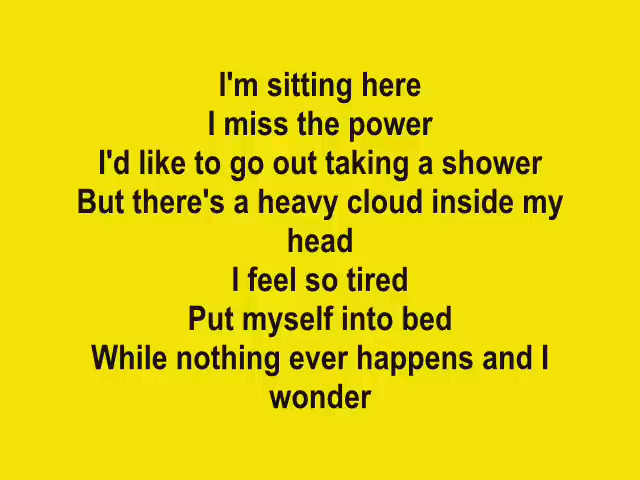 I'm sitting here
I miss the power
I'd like to go out taking a shower
But there's a heavy cloud inside my
head
I feel so tired
Put myself into bed
While nothing ever happens and I
wonder